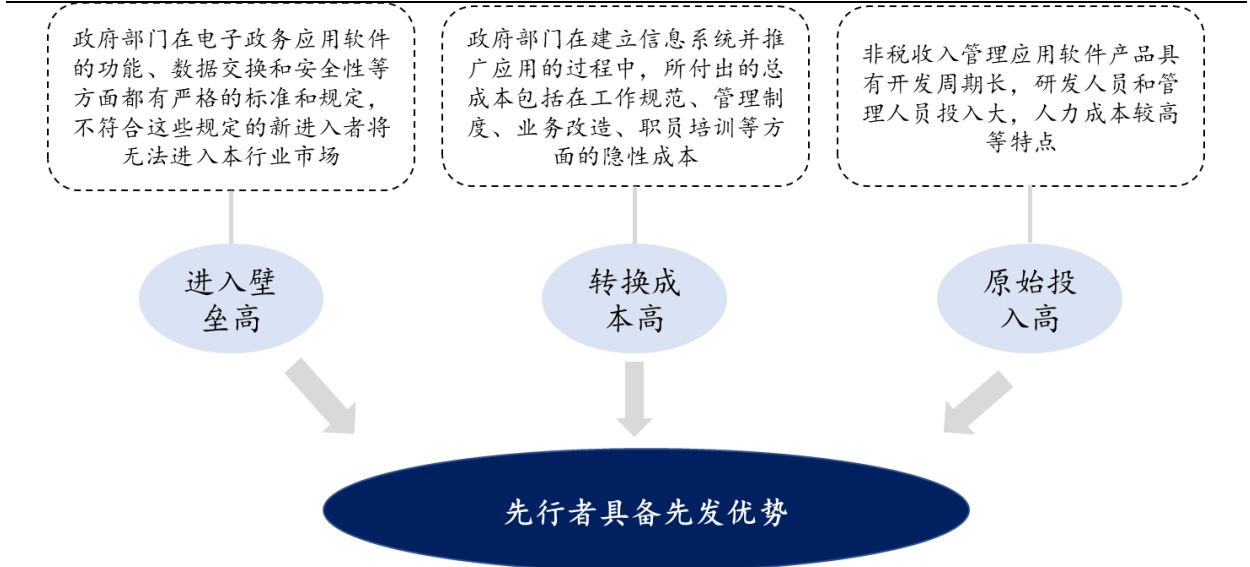 政府部门在电子政务应用软件
的功能、数据交换和安全性等
方面都有严格的标准和规定，
不符合这些规定的新进入者将
无法进入本行业市场
政府部门在建立信息系统并推
广应用的过程中，所付出的总
成本包括在工作规范、管理制
度、业务改造、职员培训等方
面的隐性成本
非税收入管理应用软件产品具
有开发周期长，研发人员和管
理人员投入大，人力成本较高
等特点
进入壁
垒高
转换成
本高
原始投
入高
先行者具备先发优势